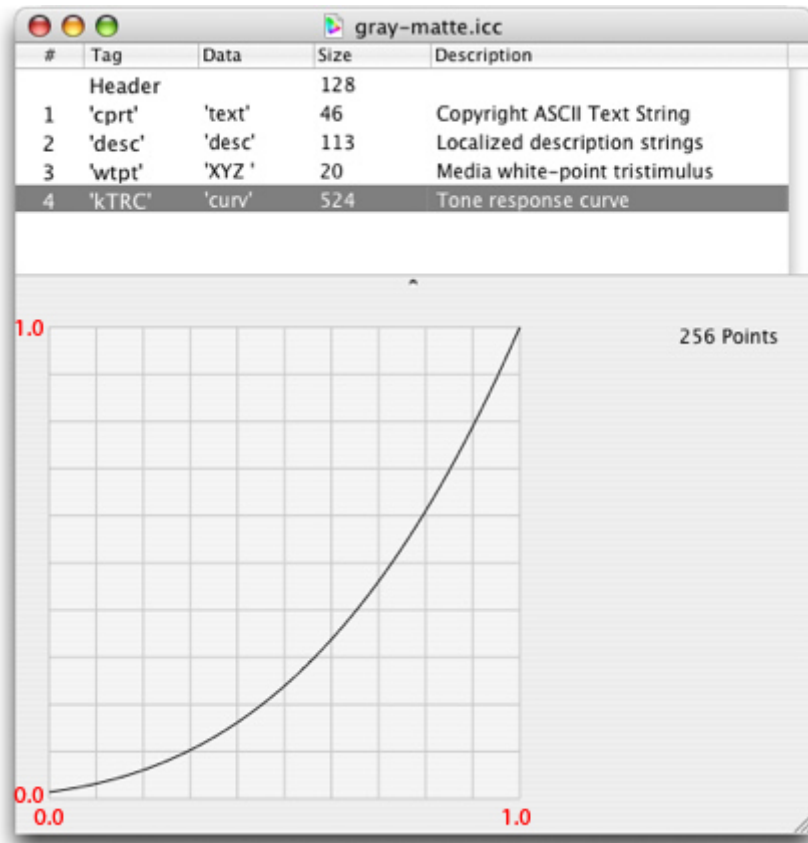 gray-matte.icc
# Tag Data Size Description
Header 128
1 'cprt' 'text' 46 Copyright ASCII Text String
2 'desc' 'desc' 113 Localized description strings
3 'wtpt' 'XYZ ' 20 Media white-point tristimulus
4 'kTRC' 'curv' 524 Tone response curve
1.0
256 Points
0.0
0.0 1.0